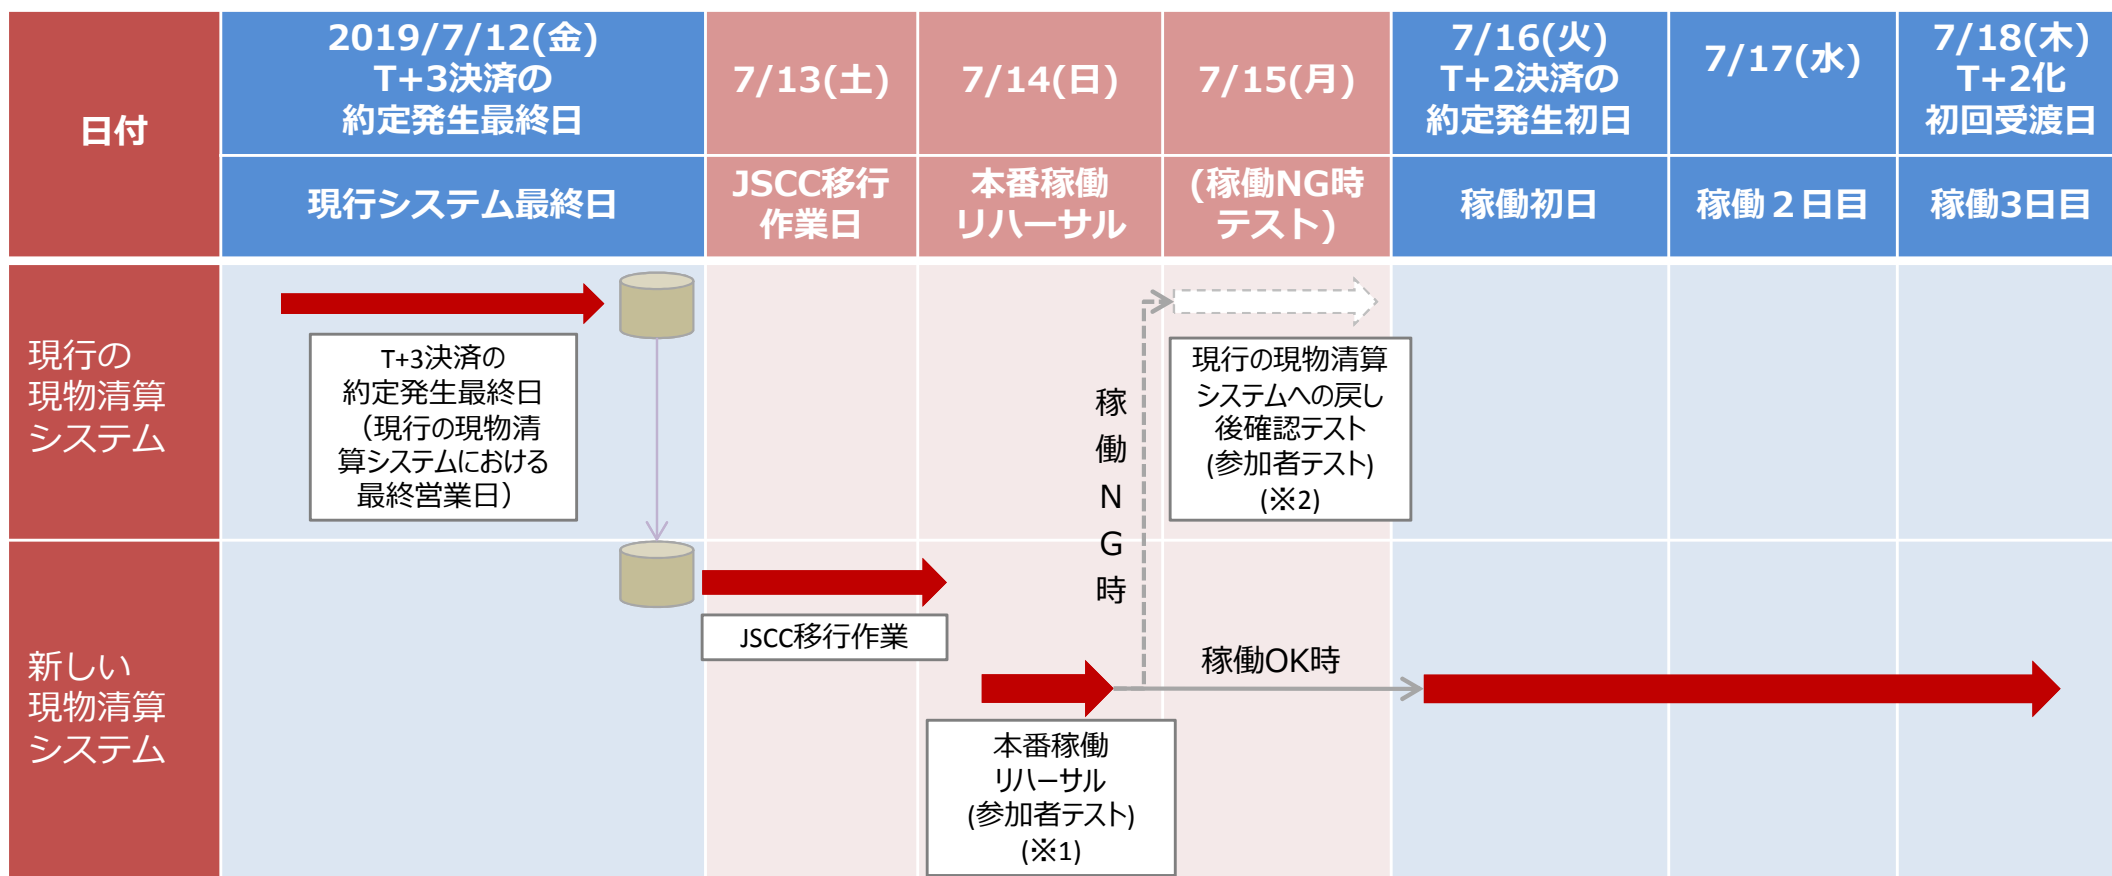 日付
2019/7/12(金)
T+3決済の
約定発生最終日
7/13(土)
7/14(日)
7/15(月)
7/16(火)
T+2決済の
約定発生初日
7/17(水)
7/18(木)
T+2化
初回受渡日
現行システム最終日
JSCC移行
作業日
本番稼働
リハーサル
(稼働NG時
テスト)
稼働初日
稼働２日目
稼働3日目
現行の
現物清算
システム
T+3決済の
約定発生最終日
（現行の現物清
算システムにおける
最終営業日）
稼
働
N
G
時
現行の現物清算
システムへの戻し
後確認テスト
(参加者テスト)
(※2)
新しい
現物清算
システム
JSCC移行作業
稼働OK時
本番稼働
リハーサル
(参加者テスト)
(※1)